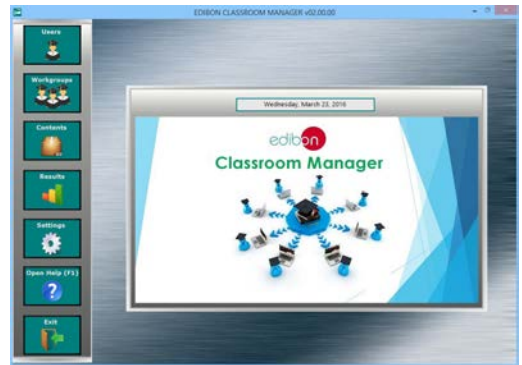 EDIBON CLASSROOM MANAGER v02.00.00
Users
Workgroups
Contents
Results
Settings
Open Help (F1)
Exit
Wednesday, March 23, 2016
edibon
Classroom Manager